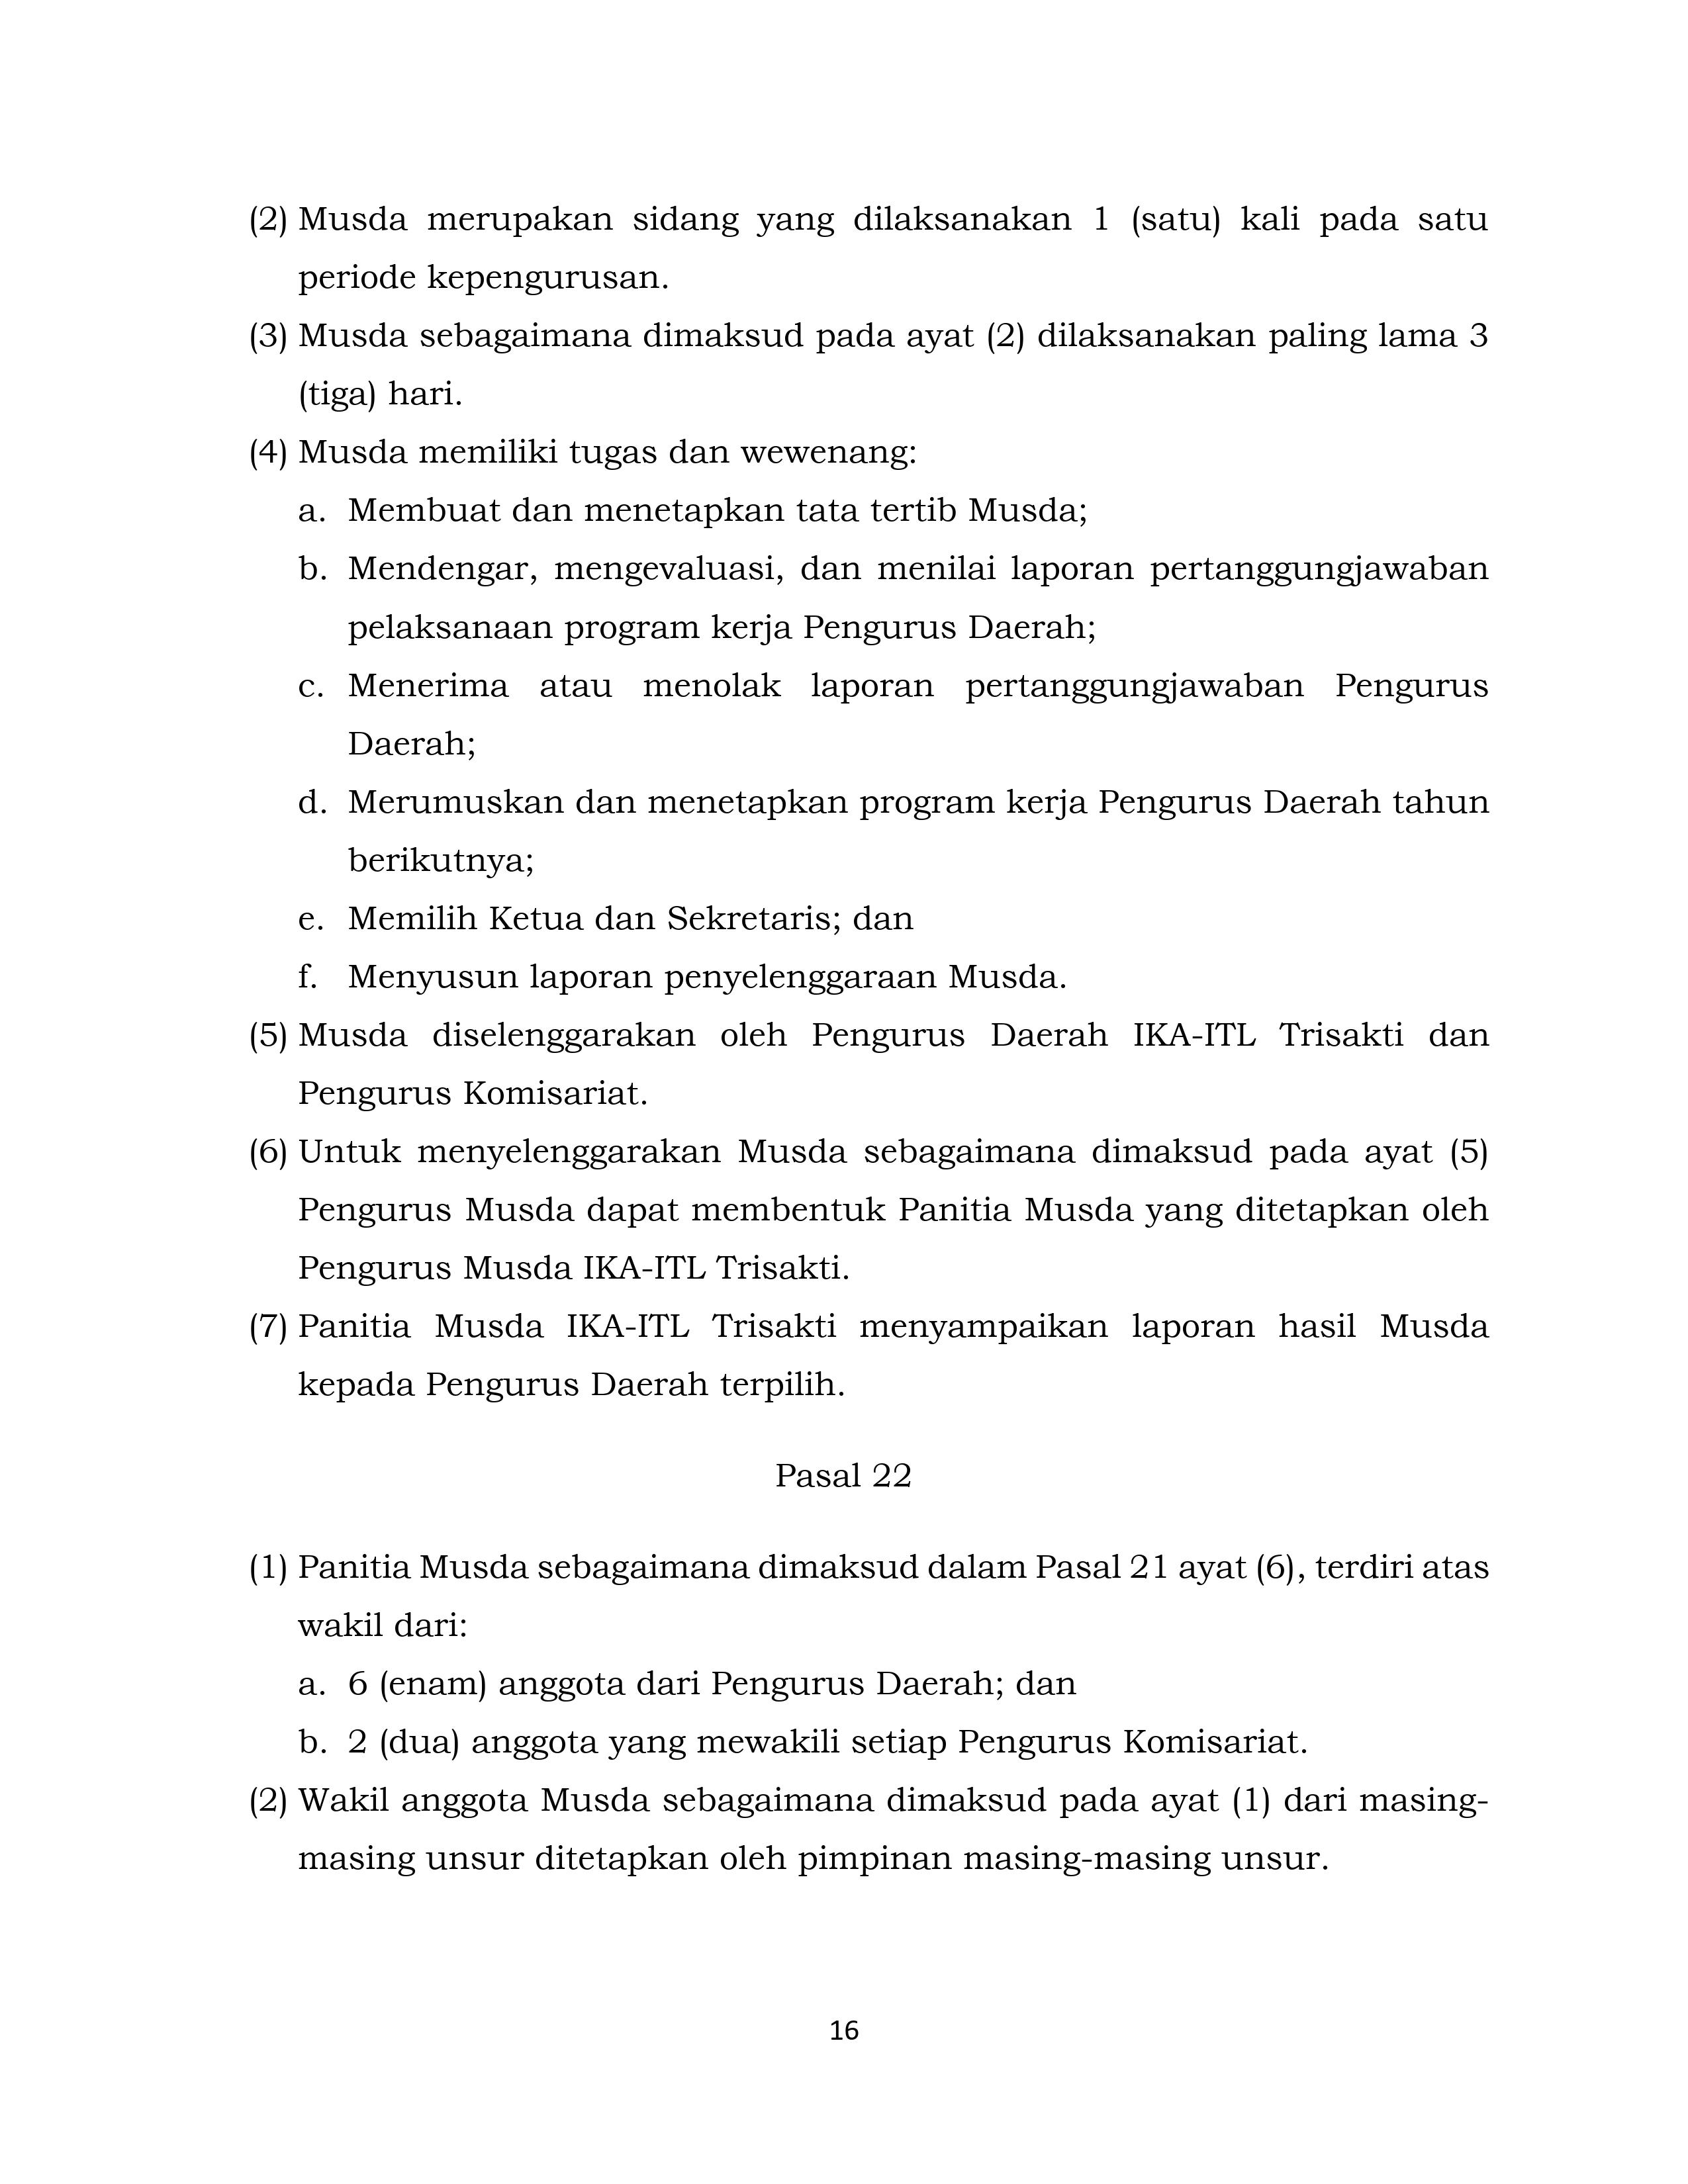 (2) Musda merupakan sidang yang dilaksanakan 1 (satu) kali pada satu
periode kepengurusan.
(3) Musda sebagaimana dimaksud pada ayat (2) dilaksanakan paling lama 3
(tiga) hari.
(4) Musda memiliki tugas dan wewenang:
a. Membuat dan menetapkan tata tertib Musda;
b. Mendengar, mengevaluasi, dan menilai laporan pertanggungjawaban
pelaksanaan program kerja Pengurus Daerah;
c. Menerima atau menolak laporan pertanggungjawaban Pengurus
Daerah;
d. Merumuskan dan menetapkan program kerja Pengurus Daerah tahun
berikutnya;
e. Memilih Ketua dan Sekretaris; dan
f. Menyusun laporan penyelenggaraan Musda.
(5) Musda diselenggarakan oleh Pengurus Daerah IKA-ITL Trisakti dan
Pengurus Komisariat.
(6) Untuk menyelenggarakan Musda sebagaimana dimaksud pada ayat (5)
Pengurus Musda dapat membentuk Panitia Musda yang ditetapkan oleh
Pengurus Musda IKA-ITL Trisakti.
(7) Panitia Musda IKA-ITL Trisakti menyampaikan laporan hasil Musda
kepada Pengurus Daerah terpilih.
Pasal 22
(1) Panitia Musda sebagaimana dimaksud dalam Pasal 21 ayat (6), terdiri atas
wakil dari:
a. 6 (enam) anggota dari Pengurus Daerah; dan
b. 2 (dua) anggota yang mewakili setiap Pengurus Komisariat.
(2) Wakil anggota Musda sebagaimana dimaksud pada ayat (1) dari masing-
masing unsur ditetapkan oleh pimpinan masing-masing unsur.
16